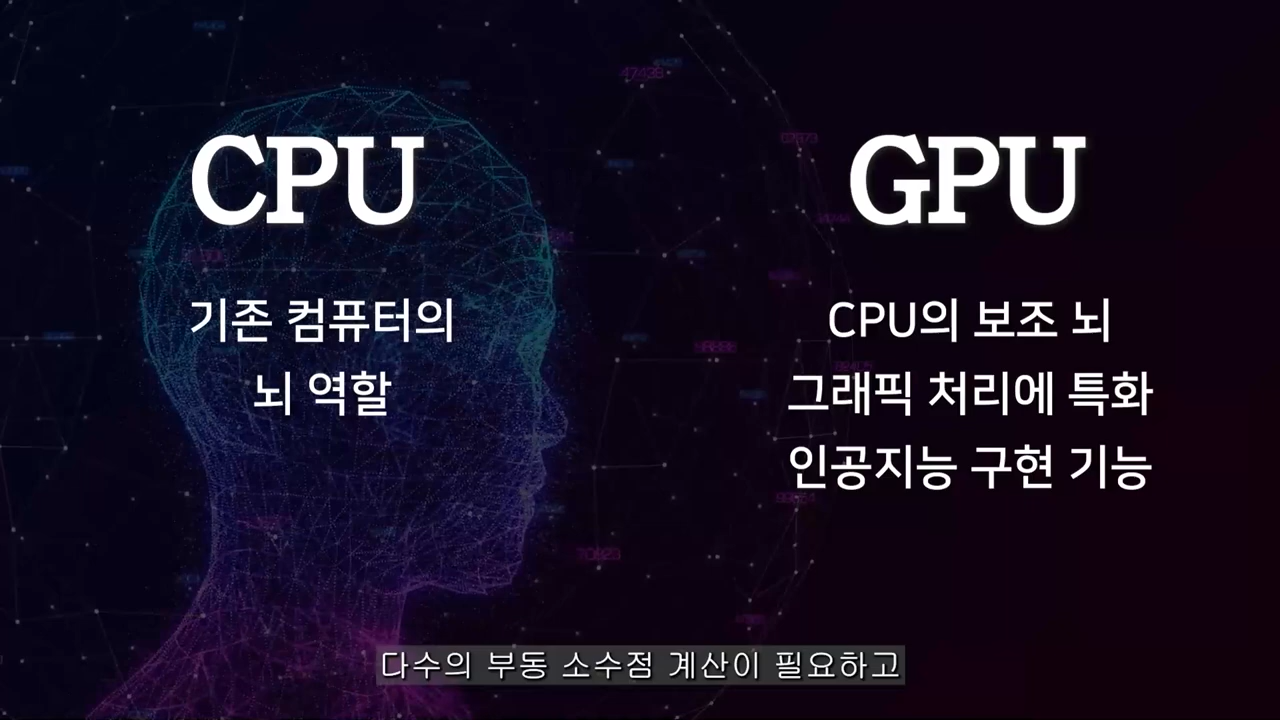 CPU
기존 컴퓨터의
뇌 역할
GPU
CPU의 보조 뇌
그래픽 처리에 특화
인공지능 구현 기능
다수의 부동 소수점 계산이 필요하고